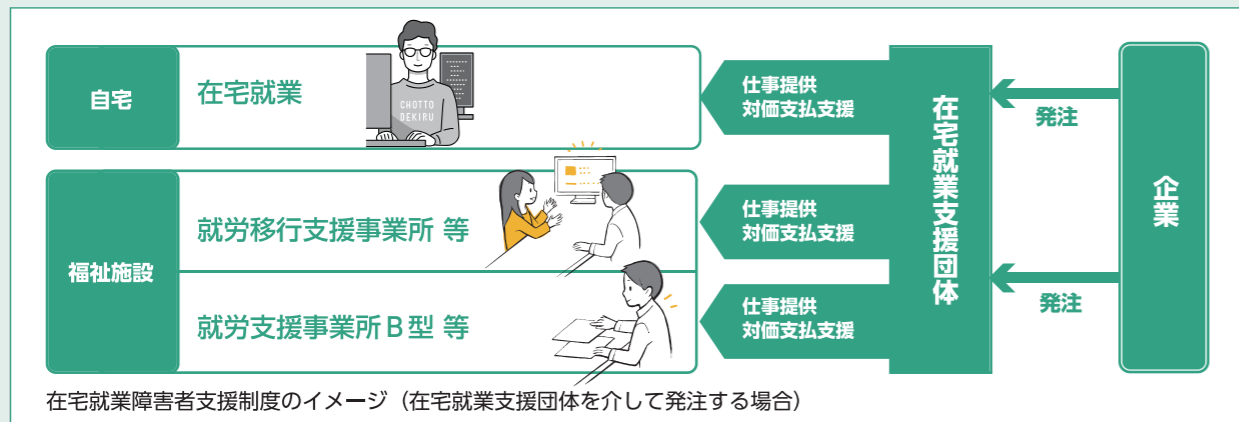 自宅
在宅就業
CHOTTO
DEKIRU
仕事提供
対価支払支援
福祉施設
就労移行支援事業所 等
仕事提供
対価支払支援
就労支援事業所B型 等
仕事提供
対価支払支援
在宅就業支援団体
発注
発注
企業
在宅就業障害者支援制度のイメージ（在宅就業支援団体を介して発注する場合）